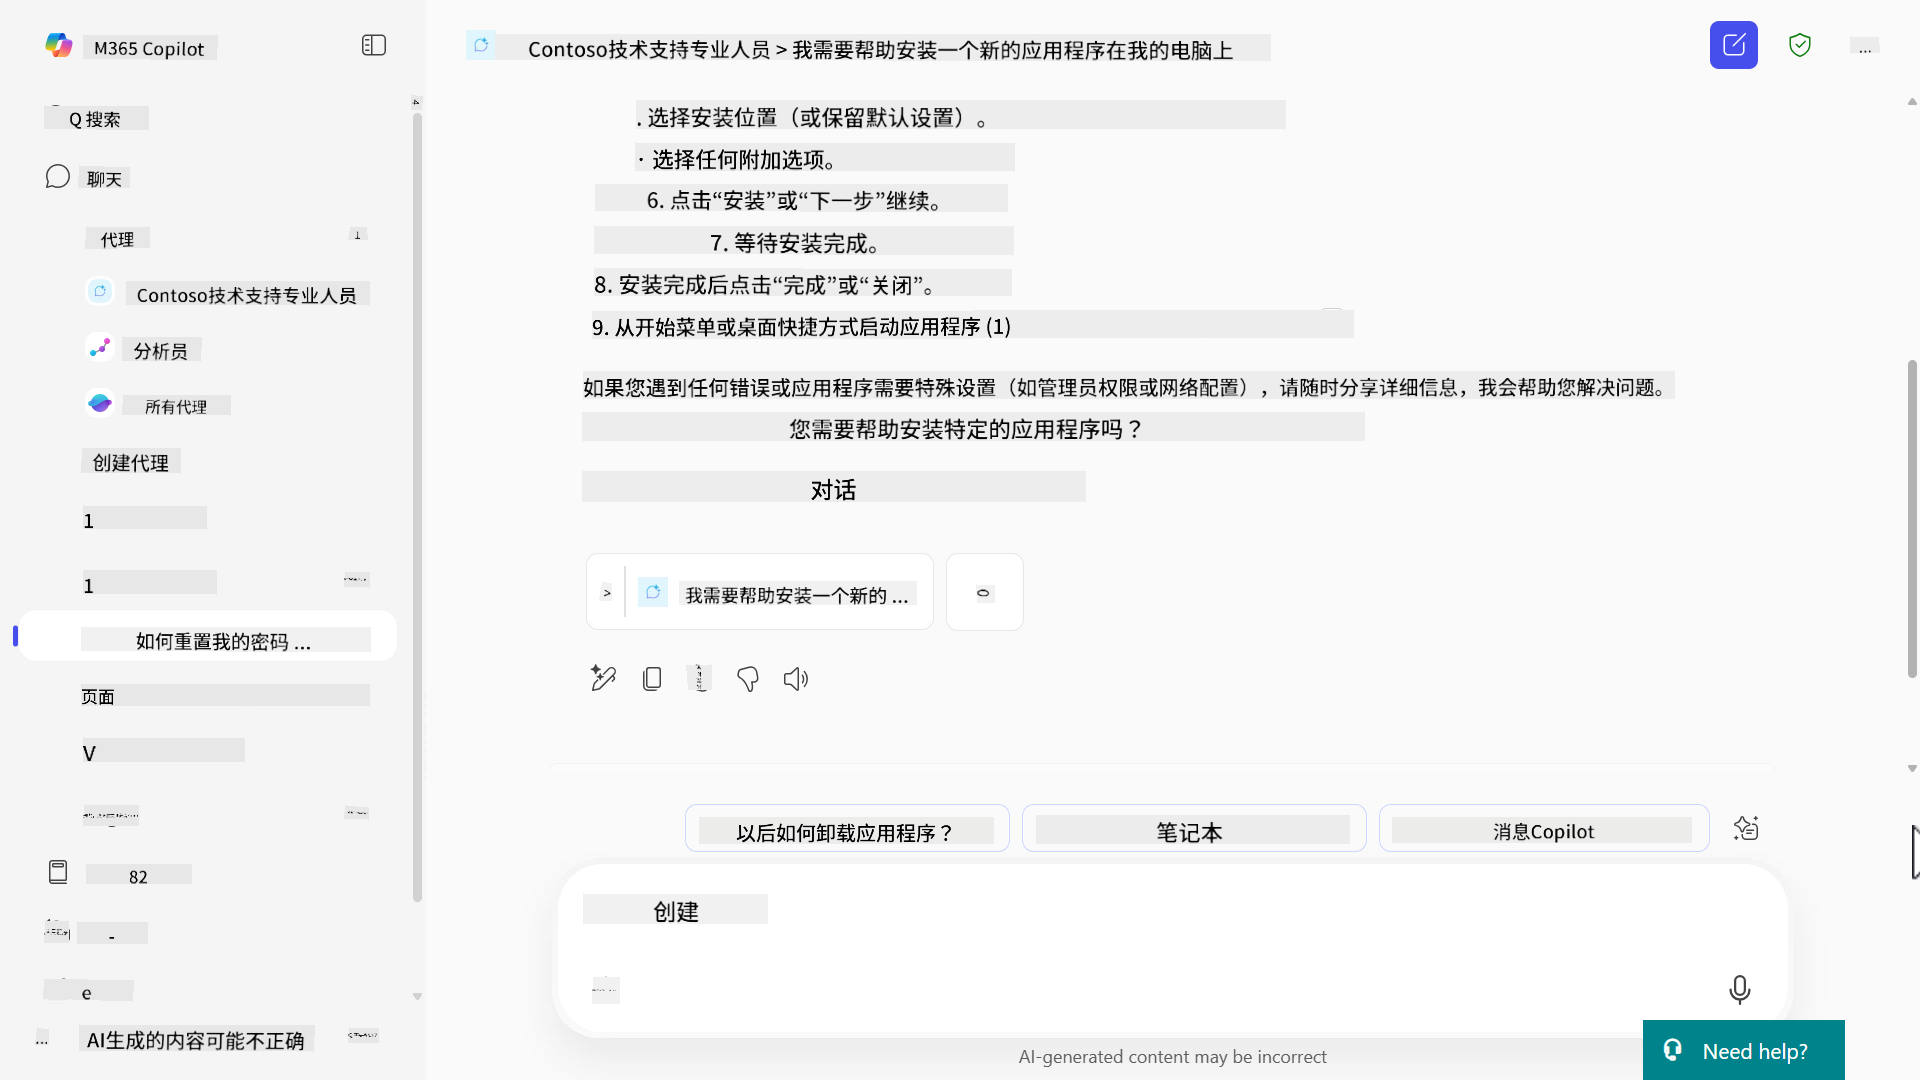 M365 Copilot
Q 搜索
聊天
代理
1
Contoso技术支持专业人员
分析员
所有代理
创建代理
1
1
如何重置我的密码 ...
页面
V
82
-
e
...
AI生成的内容可能不正确
Contoso技术支持专业人员 > 我需要帮助安装一个新的应用程序在我的电脑上
...
. 选择安装位置（或保留默认设置）。
· 选择任何附加选项。
6. 点击“安装”或“下一步”继续。
7. 等待安装完成。
8. 安装完成后点击“完成”或“关闭”。
9. 从开始菜单或桌面快捷方式启动应用程序 (1)
如果您遇到任何错误或应用程序需要特殊设置（如管理员权限或网络配置），请随时分享详细信息，我会帮助您解决问题。
您需要帮助安装特定的应用程序吗？
对话
>
我需要帮助安装一个新的 ...
0
以后如何卸载应用程序？
笔记本
消息Copilot
创建
AI-generated content may be incorrect
Need help?